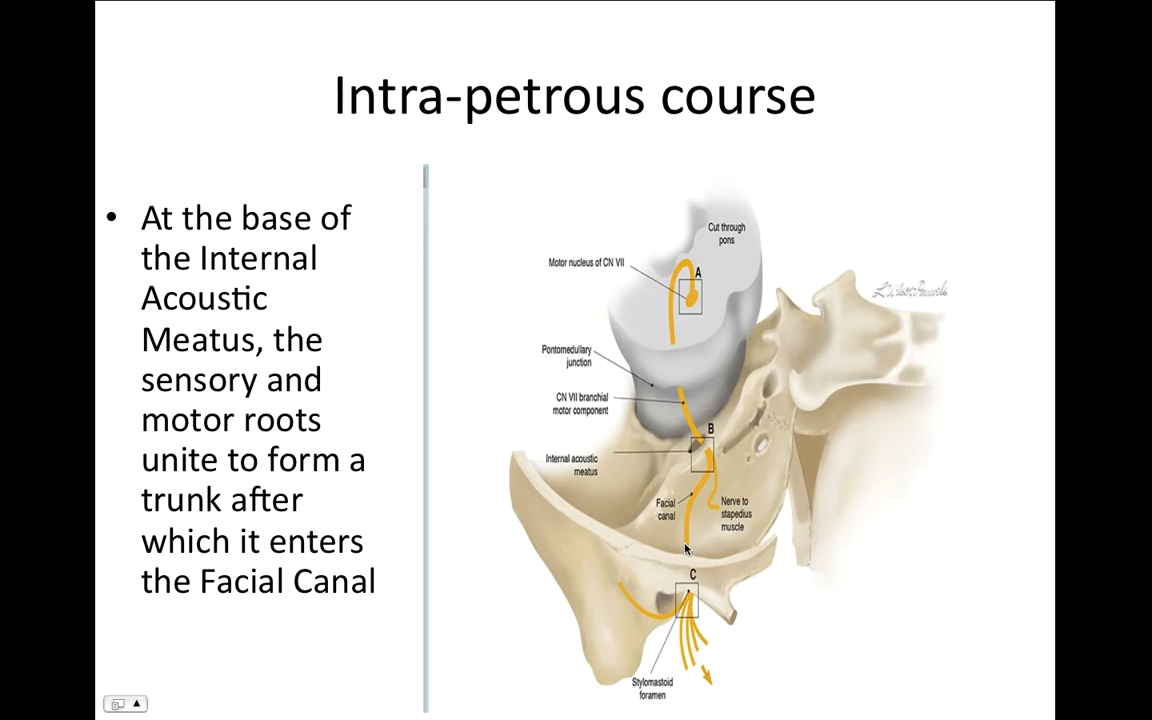 Intra-petrous course
• At the base of
the Internal
Acoustic
Meatus, the
sensory and
motor roots
unite to form a
trunk after
which it enters
the Facial Canal
Cut through
pons
Motor nucleus of CN VII
A
Pontomedullary
junction
CN VII branchial
motor component
B
Internal acoustic
meatus
Facial
canal
Nerve to
stapedius
muscle
C
Stylomastoid
foramen